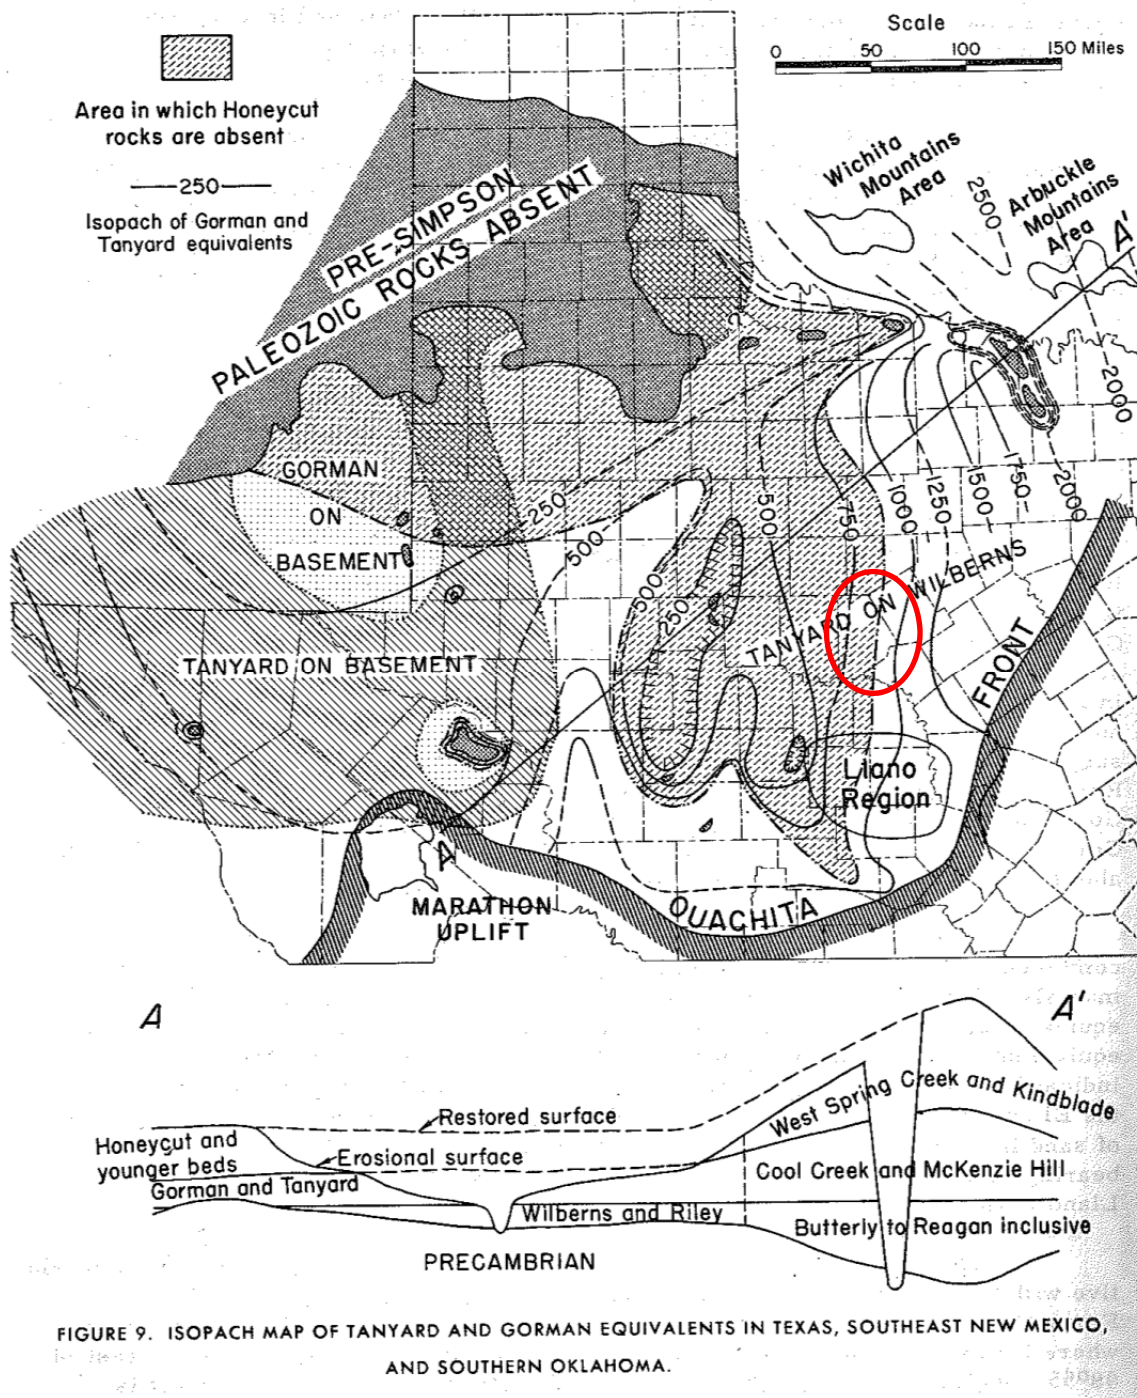 Scale
0 50 100 150 Miles
Area in which Honeycut
rocks are absent
250
Isopach of Gorman and
Tanyard equivalents
Wichita
Mountains
Area
2500
Arbuckle
Mountains
Area
A'
PRE-SIMPSON
PALEOZOIC ROCKS ABSENT
?
2000
GORMAN
ON
BASEMENT
250
500
500
250
500
750
1000
1250
1500
1750
2000
TANYARD ON WILBERNS
TANYARD ON BASEMENT
FRONT
Llano
Region
A
MARATHON
UPLIFT
OUACHITA
A
A'
Restored surface
West Spring Creek and Kindblade
Honeycut and
younger beds
Erosional surface
Gorman and Tanyard
Cool Creek and McKenzie Hill
Wilberns and Riley
Butterly to Reagan inclusive
PRECAMBRIAN
FIGURE 9. ISOPACH MAP OF TANYARD AND GORMAN EQUIVALENTS IN TEXAS, SOUTHEAST NEW MEXICO,
AND SOUTHERN OKLAHOMA.